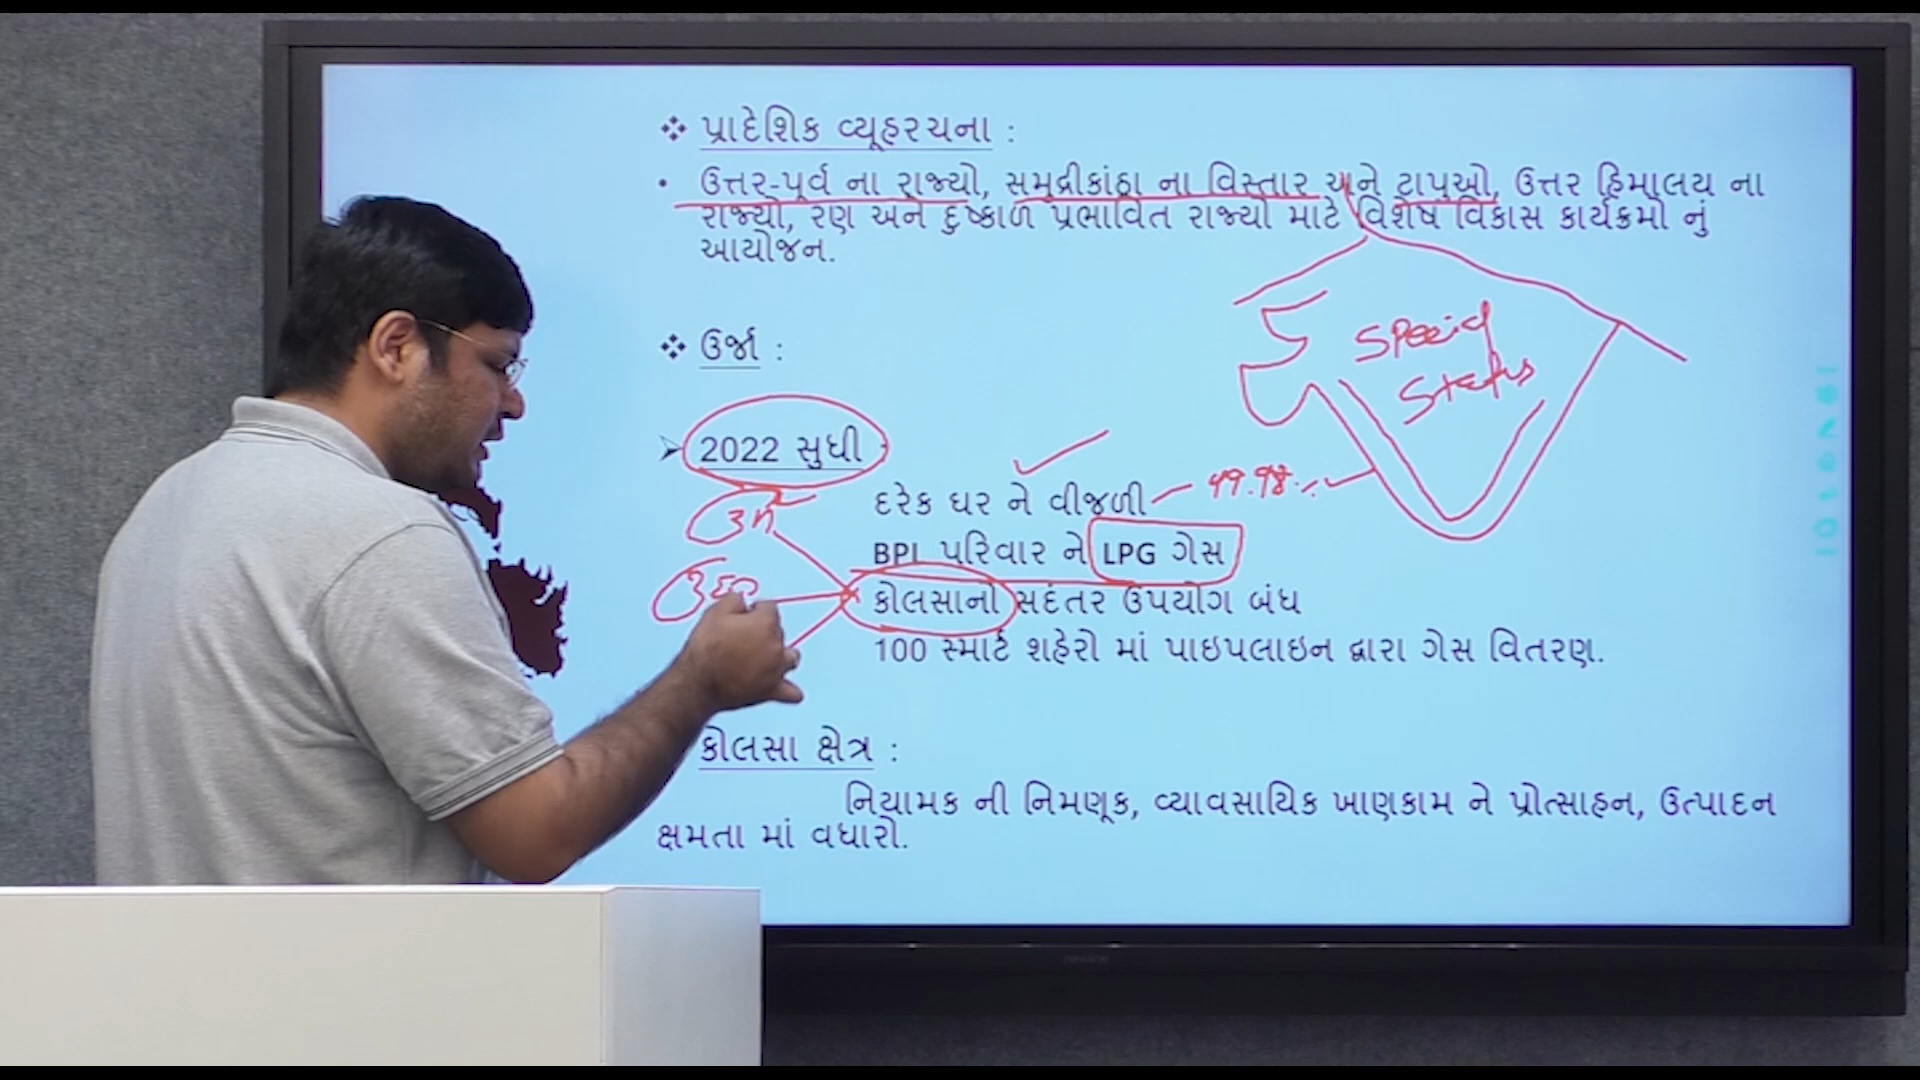 ❖ પ્રાદેશિક વ્યૂહરચના :
• ઉત્તર-પૂર્વ ના રાજ્યો, સમુદ્રીકાંઠા ના વિસ્તાર અને ટાપુઓ, ઉત્તર હિમાલય ના
રાજ્યો, રણ અને દુષ્કાળ પ્રભાવિત રાજ્યો માટે વિશેષ વિકાસ કાર્યક્રમો નું
આયોજન.
❖ ઉર્જા :
Special
Status
➢ 2022 સુધી
દરેક ઘર ને વીજળી
BPL પરિવાર ને LPG ગેસ
કોલસાનો સદંતર ઉપયોગ બંધ
100 સ્માર્ટ શહેરો માં પાઇપલાઇન દ્વારા ગેસ વિતરણ.
કોલસા ક્ષેત્ર :
નિયામક ની નિમણૂક, વ્યાવસાયિક ખાણકામ ને પ્રોત્સાહન, ઉત્પાદન
ક્ષમતા માં વધારો.